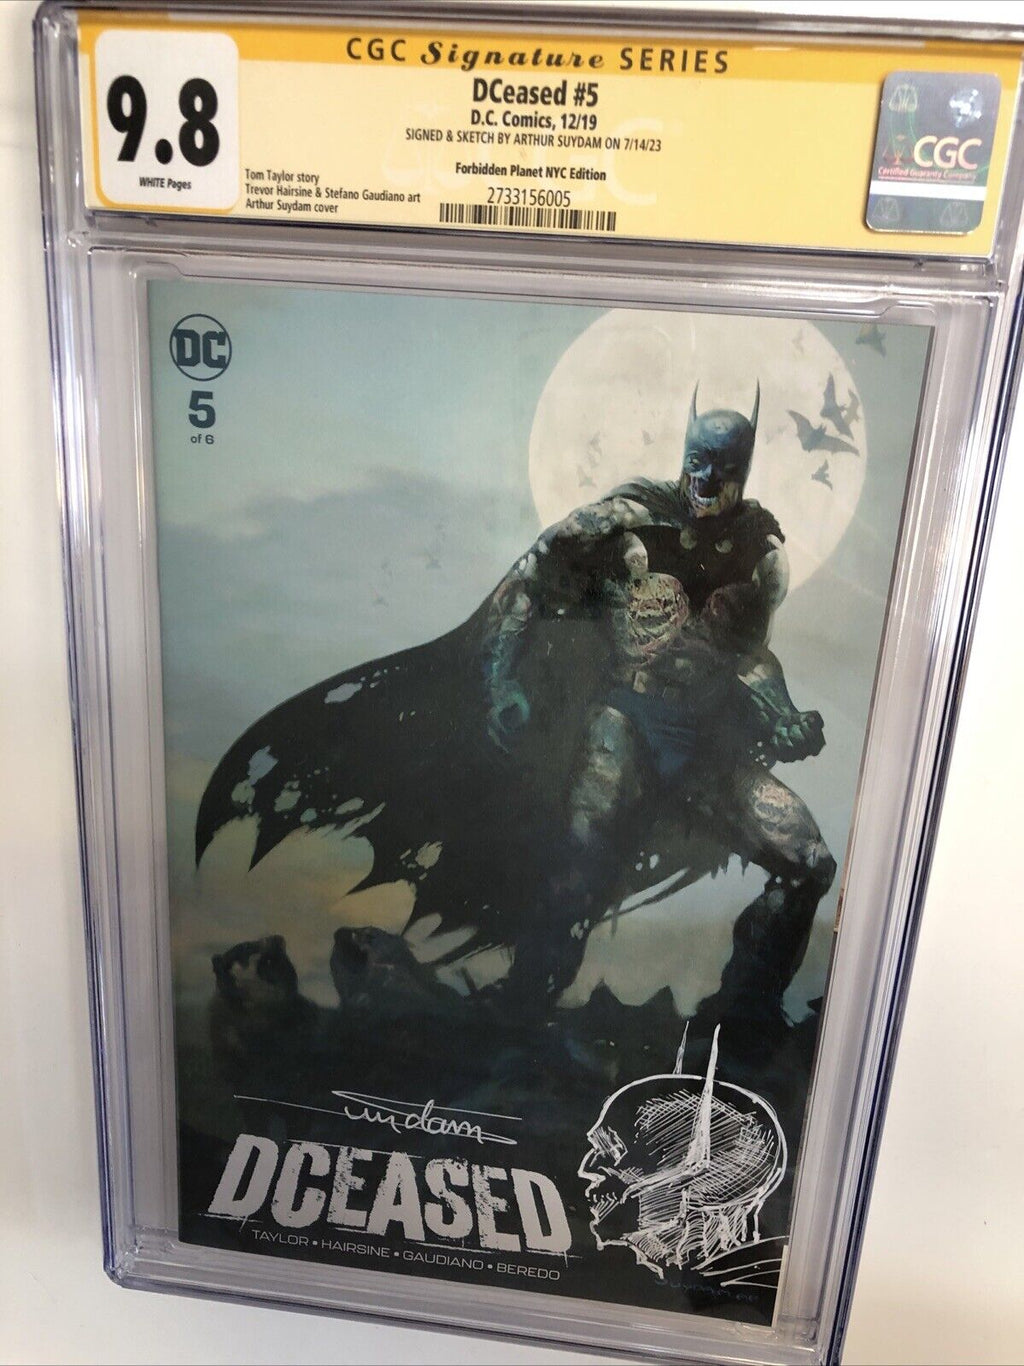 CGC Signature SERIES
9.8
WHITE Pages
DCeased #5
D.C. Comics, 12/19
SIGNED & SKETCH BY ARTHUR SUYDAM ON 7/14/23
Forbidden Planet NYC Edition
Tom Taylor story
Trevor Hairsine & Stefano Gaudiano art
Arthur Suydam cover
2733156005
CGC
Certified Guaranty Company
DC
5
of 6
Suydam
DCEASED
TAYLOR • HAIRSINE • GAUDIANO • BEREDO